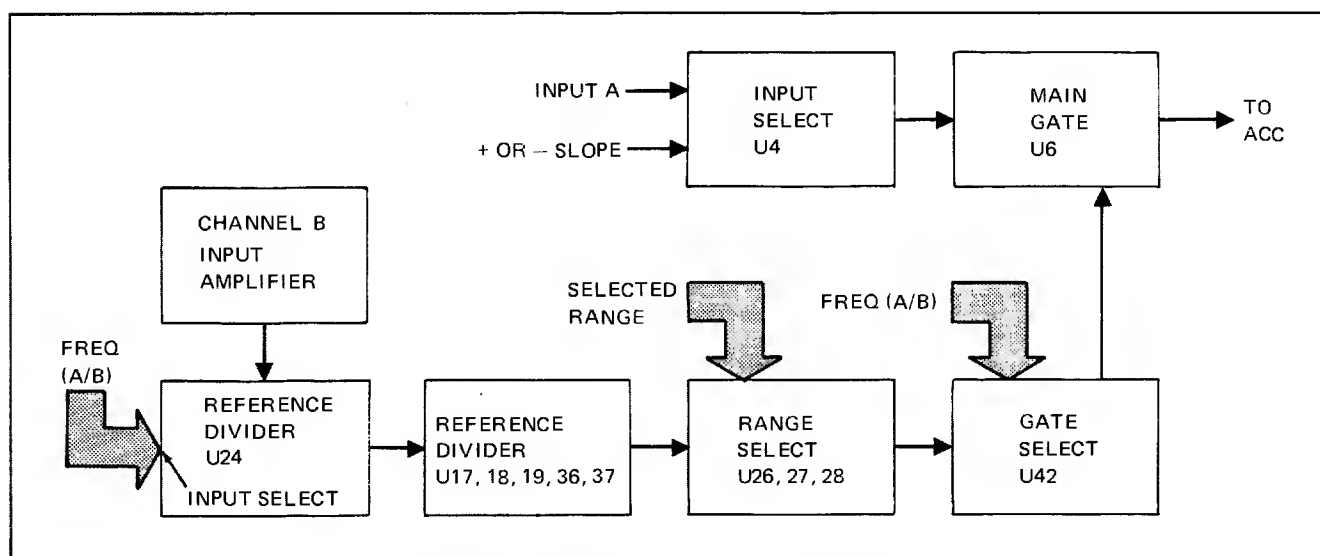 INPUT A
+ OR − SLOPE
INPUT
SELECT
U4
MAIN
GATE
U6
TO
ACC
CHANNEL B
INPUT
AMPLIFIER
FREQ
(A/B)
REFERENCE
DIVIDER
U24
INPUT SELECT
REFERENCE
DIVIDER
U17, 18, 19, 36, 37
SELECTED
RANGE
RANGE
SELECT
U26, 27, 28
FREQ (A/B)
GATE
SELECT
U42